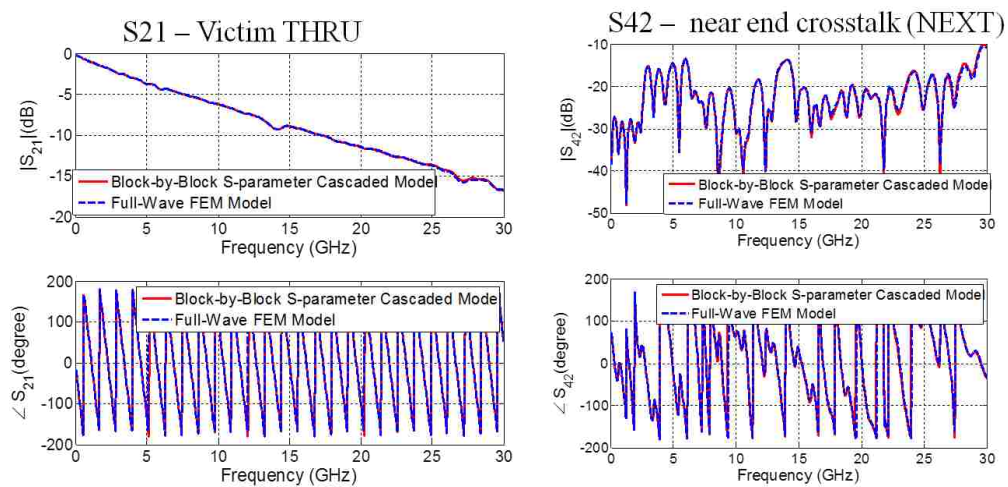 S21 – Victim THRU
0
-5
-10
-15
-20
|S21|(dB)
Block-by-Block S-parameter Cascaded Model
Full-Wave FEM Model
0 5 10 15 20 25 30
Frequency (GHz)
S42 – near end crosstalk (NEXT)
-10
-20
-30
-40
-50
|S42|(dB)
Block-by-Block S-parameter Cascaded Model
Full-Wave FEM Model
0 5 10 15 20 25 30
Frequency (GHz)
200
100
0
-100
-200
∠ S21(degree)
Block-by-Block S-parameter Cascaded Model
Full-Wave FEM Model
0 5 10 15 20 25 30
Frequency (GHz)
200
100
0
-100
-200
∠ S42(degree)
Block-by-Block S-parameter Cascaded Model
Full-Wave FEM Model
0 5 10 15 20 25 30
Frequency (GHz)